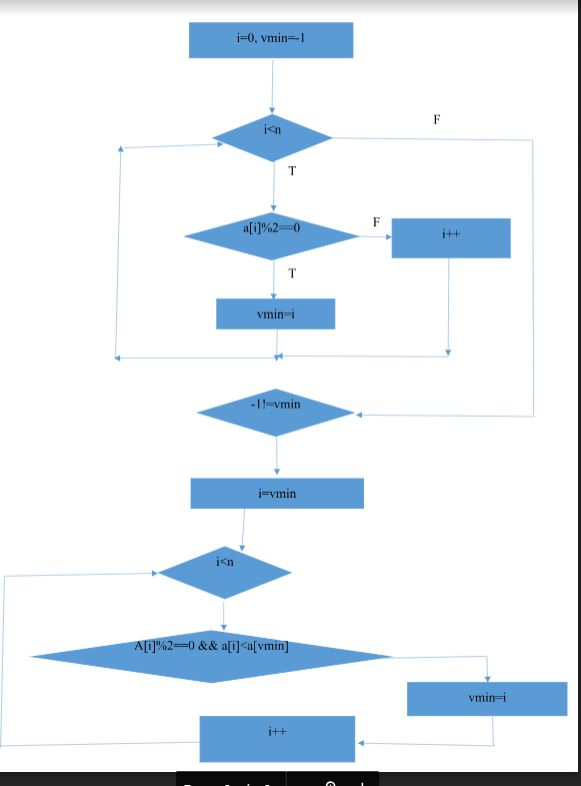 i=0, vmin=-1
i<n
F
T
a[i]%2==0
F
i++
T
vmin=i
-1!=vmin
i=vmin
i<n
A[i]%2==0 && a[i]<a[vmin]
vmin=i
i++